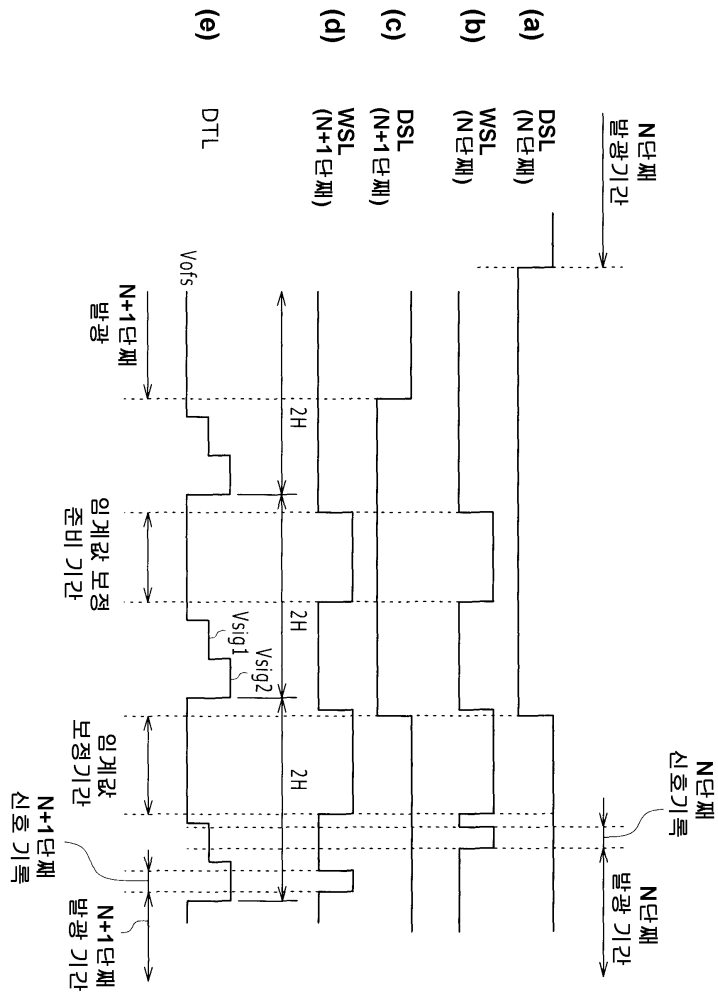 N단째
발광기간
(a)
DSL
(N단째)
(b)
WSL
(N단째)
(c)
DSL
(N+1단째)
(d)
WSL
(N+1단째)
(e)
DTL
N단째
신호기록
N단째
발광 기간
2H
2H
2H
Vofs
Vsig1
Vsig2
N+1단째
발광
임계값 보정
준비 기간
임계값
보정기간
N+1단째
신호 기록
N+1단째
발광 기간